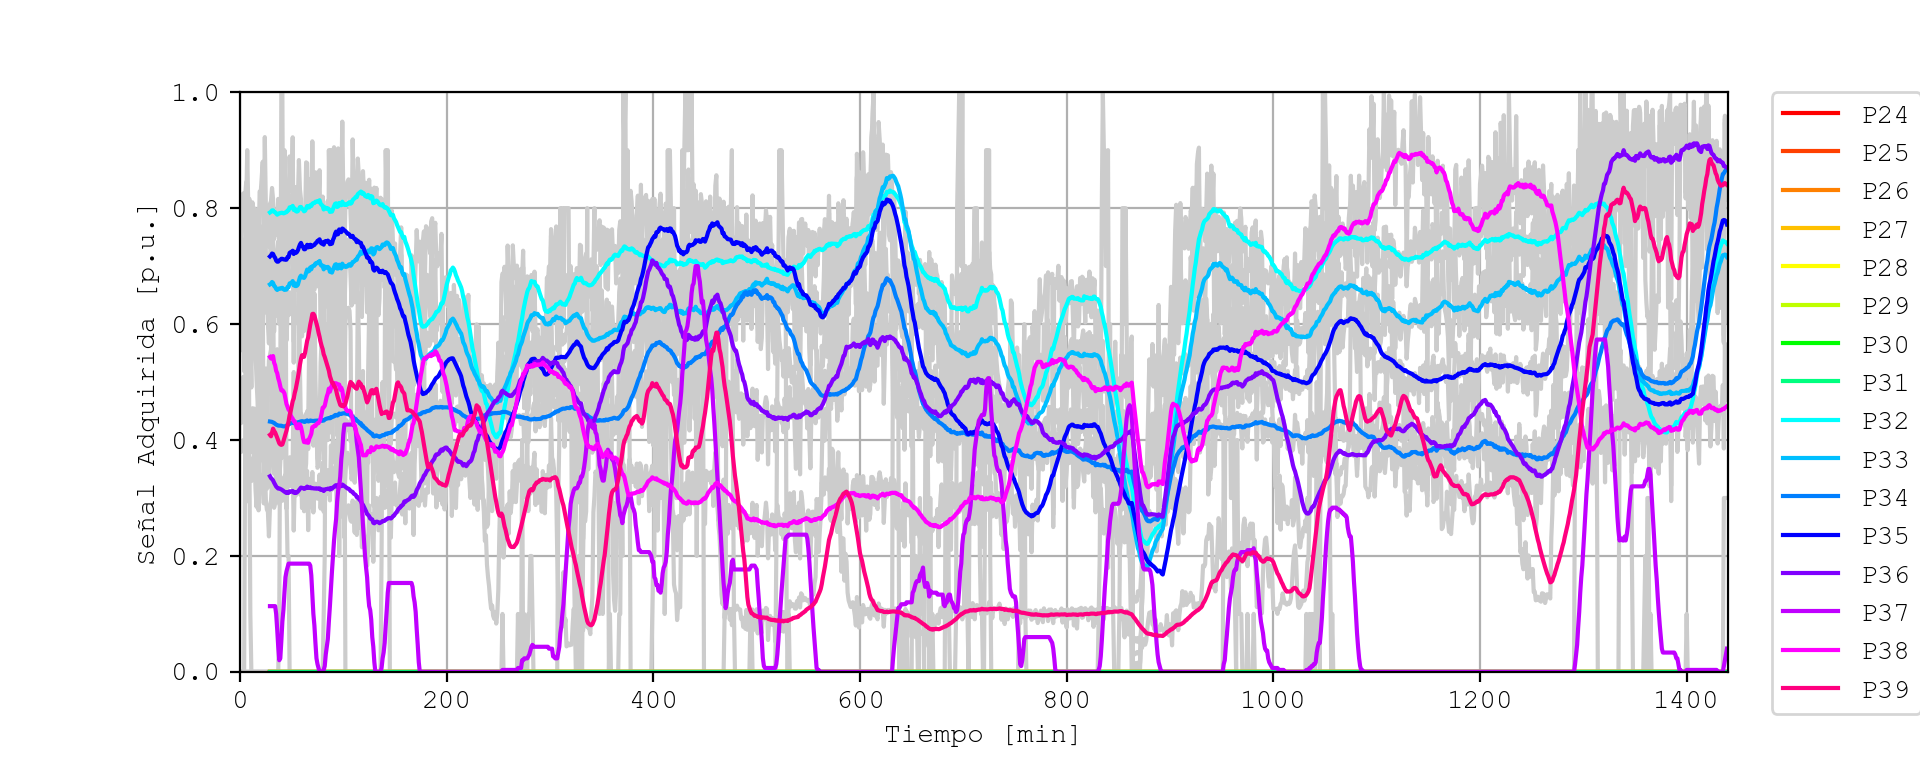 1.0
0.8
0.6
0.4
0.2
0.0
Señal Adquirida [p.u.]
0 200 400 600 800 1000 1200 1400
Tiempo [min]
P24
P25
P26
P27
P28
P29
P30
P31
P32
P33
P34
P35
P36
P37
P38
P39